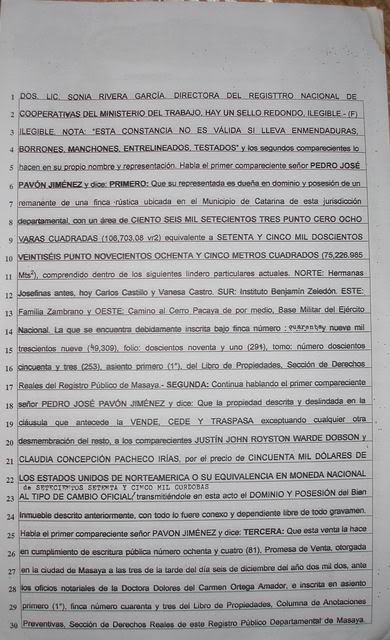 1 DOS. LIC. SONIA RIVERA GARCÍA. DIRECTORA DEL REGISTTRO NACIONAL DE
2 COOPERATIVAS DEL MINISTERIO DEL TRABAJO, HAY UN SELLO REDONDO, ILEGIBLE.- (F)
3 ILEGIBLE. NOTA: "ESTA CONSTANCIA NO ES VÁLIDA SI LLEVA ENMENDADURAS,
4 BORRONES, MANCHONES, ENTRELINEADOS, TESTADOS" y los segundos comparecientes lo
5 hacen en su propio nombre y representación. Habla el primer compareciente señor PEDRO JOSÉ
6 PAVÓN JIMÉNEZ y dice: PRIMERO: Que su representada es dueña en dominio y posesión de un
7 remanente de una finca rústica ubicada en el Municipio de Catarina de esta jurisdicción
8 departamental, con un área de CIENTO SEIS MIL SETECIENTOS TRES PUNTO CERO OCHO
9 VARAS CUADRADAS (106,703.08 vr2) equivalente a SETENTA Y CINCO MIL DOSCIENTOS
10 VEINTISÉIS PUNTO NOVECIENTOS OCHENTA Y CINCO METROS CUADRADOS (75,226.985
11 Mts²), comprendido dentro de los siguientes lindero particulares actuales. NORTE: Hermanas
12 Josefinas antes, hoy Carlos Castillo y Vanesa Castro. SUR: Instituto Benjamín Zeledón. ESTE:
13 Familia Zambrano y OESTE: Camino al Cerro Pacaya de por medio, Base Militar del Ejército
14 Nacional. La que se encuentra debidamente inscrita bajo finca número : cuarentay nueve mil
15 trescientos nueve (49,309), folio: doscientos noventa y uno (291), tomo: número doscientos
16 cincuenta y tres (253), asiento primero (1°), del Libro de Propiedades, Sección de Derechos
17 Reales del Registro Público de Masaya.- SEGUNDA: Continua hablando el primer compareciente
18 señor PEDRO JOSÉ PAVÓN JIMÉNEZ y dice: Que la propiedad descrita y deslindada en la
19 cláusula que antecede la VENDE, CEDE Y TRASPASA exceptuando cualquier otra
20 desmembración del resto, a los comparecientes JUSTÍN JOHN ROYSTON WARDE DOBSON y
21 CLAUDIA CONCEPCIÓN PACHECO IRÍAS, por el precio de CINCUENTA MIL DÓLARES DE
22 LOS ESTADOS UNIDOS DE NORTEAMERICA O SU EQUIVALENCIA EN MONEDA NACIONAL
de SETECIENTOS SETENTA Y CINCO MIL CORDOBAS
23 AL TIPO DE CAMBIO OFICIAL/ transmitiéndole en este acto el DOMINIO Y POSESIÓN del Bien
24 Inmueble descrito anteriormente, con todo lo fuere conexo y dependiente libre de todo gravamen.
25 Habla el primer compareciente señor PAVON JIMÉNEZ y dice: TERCERA: Que esta venta la hace
26 en cumplimiento de escritura pública número ochenta y cuatro (81), Promesa de Venta, otorgada
27 en la ciudad de Masaya a las tres de la tarde del día seis de diciembre del año dos mil dos, ante
28 los oficios notariales de la Doctora Dolores del Carmen Ortega Amador, e inscrita en asiento
29 primero (1°), finca número cuarenta y tres del Libro de Propiedades, Columna de Anotaciones
30 Preventivas, Sección de Derechos Reales de este Registro Público Departamental de Masaya.